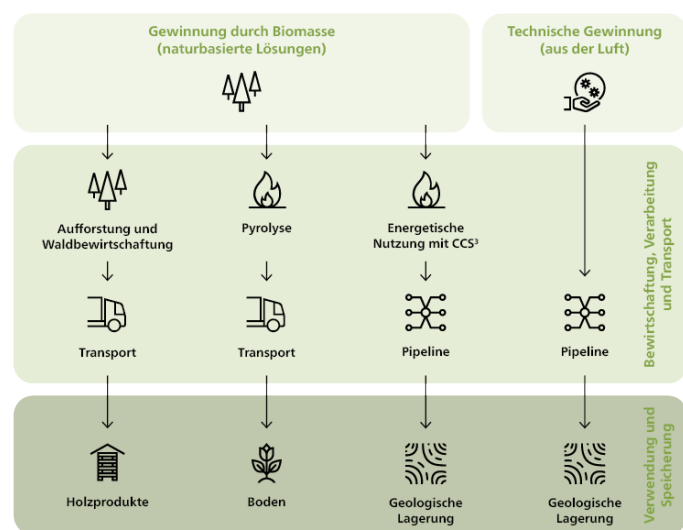 Gewinnung durch Biomasse
(naturbasierte Lösungen)
Technische Gewinnung
(aus der Luft)
Aufforstung und
Waldbewirtschaftung
Pyrolyse
Energetische
Nutzung mit CCS³
Transport
Transport
Pipeline
Pipeline
Bewirtschaftung, Verarbeitung
und Transport
Holzprodukte
Boden
Geologische
Lagerung
Geologische
Lagerung
Verwendung und
Speicherung